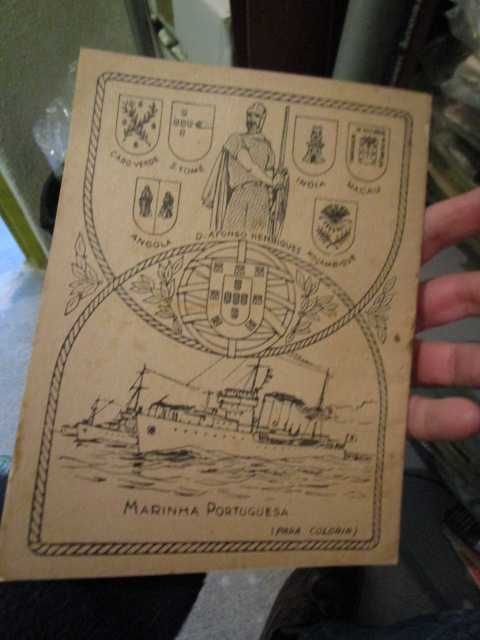 CABO VERDE
S. TOMÉ
INDIA
MACAU
ANGOLA
D. AFONSO HENRIQUES
MOÇAMBIQUE
MARINHA PORTUGUESA
(PARA COLORIR)